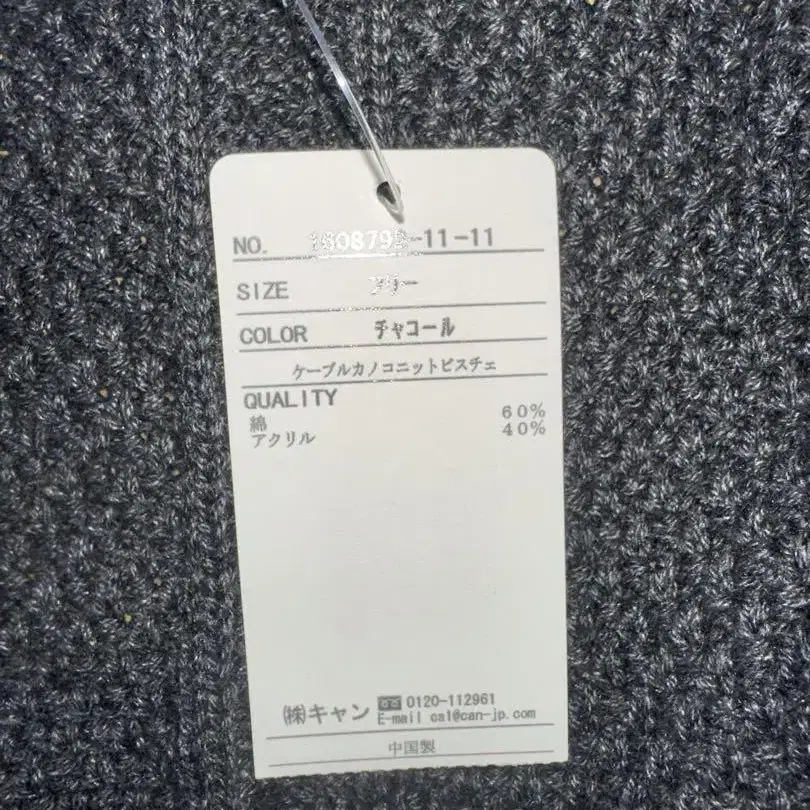 NO. 1608792-11-11
SIZE フリー
COLOR チャコール
ケーブルカノコニットビスチェ
QUALITY
綿 60%
アクリル 40%
㈱キャン 0120-112961
E-mail ca1@can-jp.com
中国製